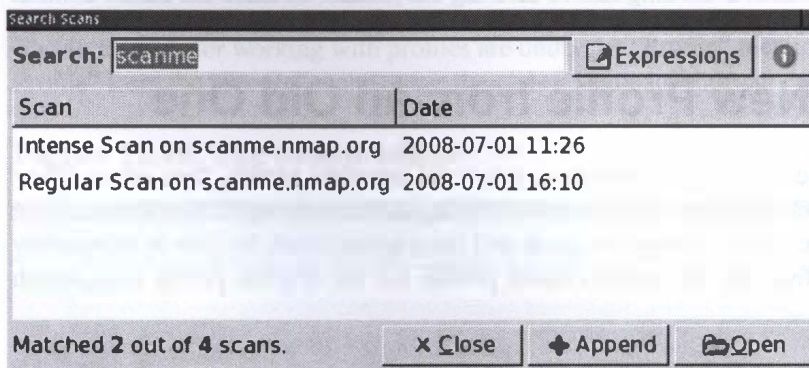 Search Scans
Search: scanme Expressions
Scan Date
Intense Scan on scanme.nmap.org 2008-07-01 11:26
Regular Scan on scanme.nmap.org 2008-07-01 16:10
Matched 2 out of 4 scans. Close Append Open